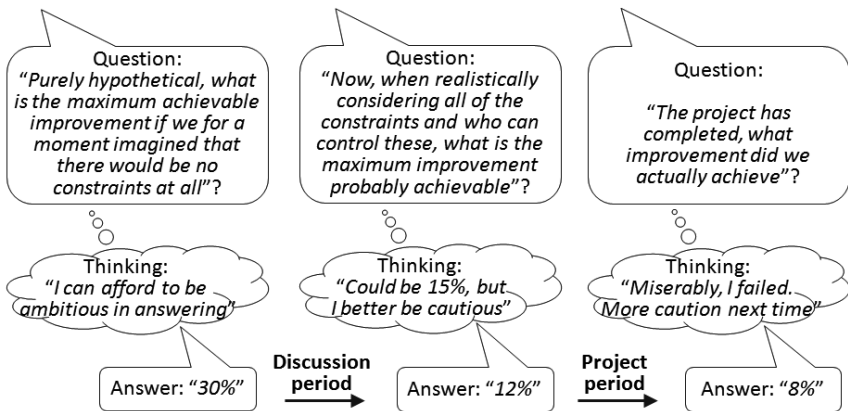 Question:
“Purely hypothetical, what
is the maximum achievable
improvement if we for a
moment imagined that
there would be no
constraints at all”?
Thinking:
“I can afford to be
ambitious in answering”
Answer: “30%”
Discussion
period
Question:
“Now, when realistically
considering all of the
constraints and who can
control these, what is the
maximum improvement
probably achievable”?
Thinking:
“Could be 15%, but
I better be cautious”
Answer: “12%”
Project
period
Question:
“The project has
completed, what
improvement did we
actually achieve”?
Thinking:
“Miserably, I failed.
More caution next time”
Answer: “8%”